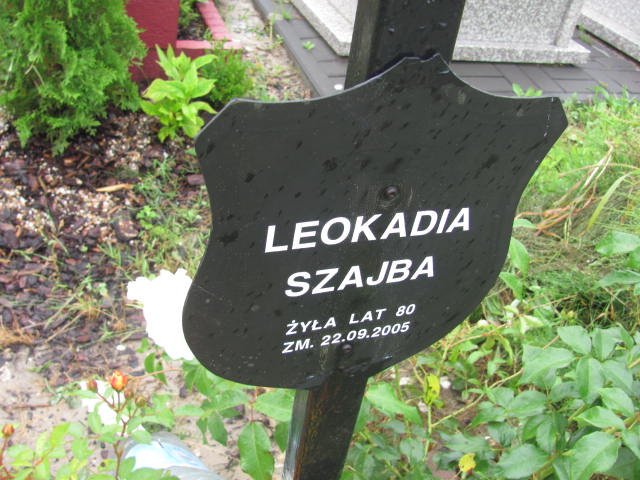 LEOKADIA
SZAJBA
ŻYŁA LAT 80
ZM. 22.09.2005